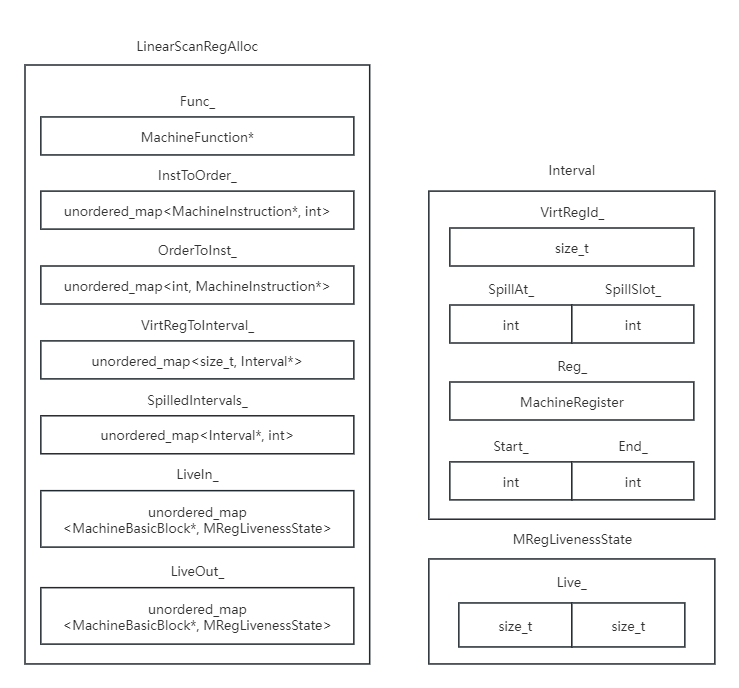 LinearScanRegAlloc
Func_
MachineFunction*
InstToOrder_
unordered_map<MachineInstruction*, int>
OrderToInst_
unordered_map<int, MachineInstruction*>
VirtRegToInterval_
unordered_map<size_t, Interval*>
SpilledIntervals_
unordered_map<Interval*, int>
LiveIn_
unordered_map
<MachineBasicBlock*, MRegLivenessState>
LiveOut_
unordered_map
<MachineBasicBlock*, MRegLivenessState>
Interval
VirtRegId_
size_t
SpillAt_ SpillSlot_
int int
Reg_
MachineRegister
Start_ End_
int int
MRegLivenessState
Live_
size_t size_t